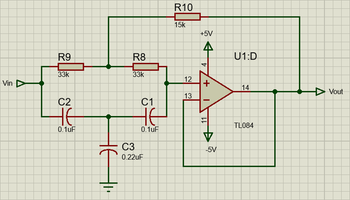 R10
15k
+5V
R9
33k
R8
33k
U1:D
4
Vin
12
13
14
Vout
C2
0.1uF
C1
0.1uF
11
TL084
-5V
C3
0.22uF